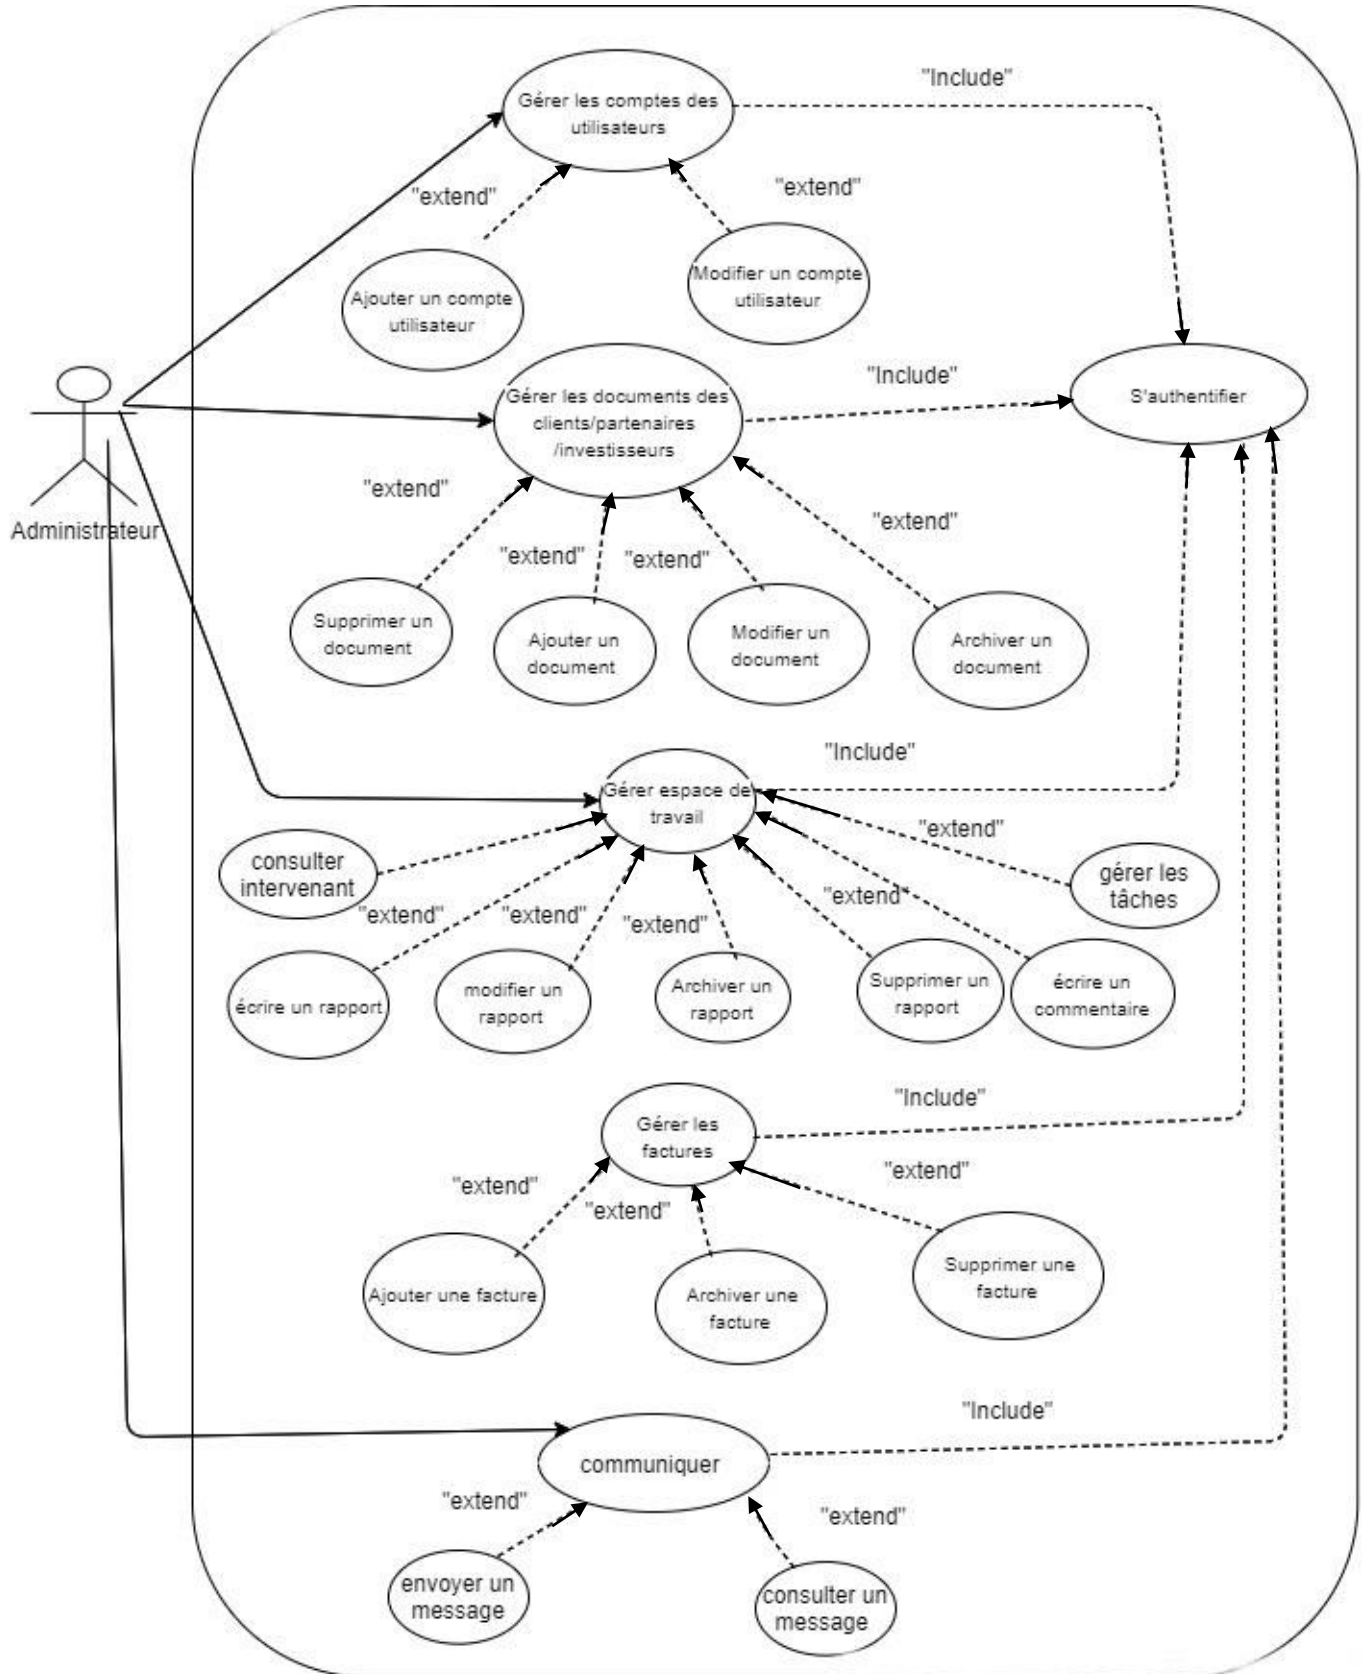 "Include"
Gérer les comptes des
utilisateurs
"extend"
"extend"
Ajouter un compte
utilisateur
Modifier un compte
utilisateur
"Include"
Gérer les documents des
clients/partenaires
/investisseurs
S'authentifier
Administrateur
"extend"
"extend"
"extend"
"extend"
Supprimer un
document
Ajouter un
document
Modifier un
document
Archiver un
document
"Include"
Gérer espace de
travail
"extend"
consulter
intervenant
gérer les
tâches
"extend"
"extend"
"extend"
"extend"
écrire un rapport
modifier un
rapport
Archiver un
rapport
Supprimer un
rapport
écrire un
commentaire
"Include"
Gérer les
factures
"extend"
"extend"
"extend"
Ajouter une facture
Archiver une
facture
Supprimer une
facture
"Include"
communiquer
"extend"
"extend"
envoyer un
message
consulter un
message